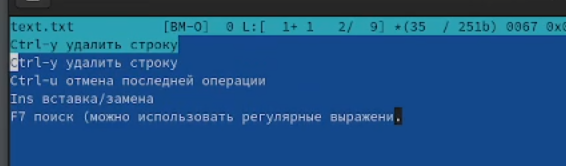 text.txt [BM-O] 0 L:[ 1+ 1 2/ 9] *(35 / 251b) 0067 0x0
Ctrl-y удалить строку
Ctrl-y удалить строку
Ctrl-u отмена последней операции
Ins вставка/замена
F7 поиск (можно использовать регулярные выражени.